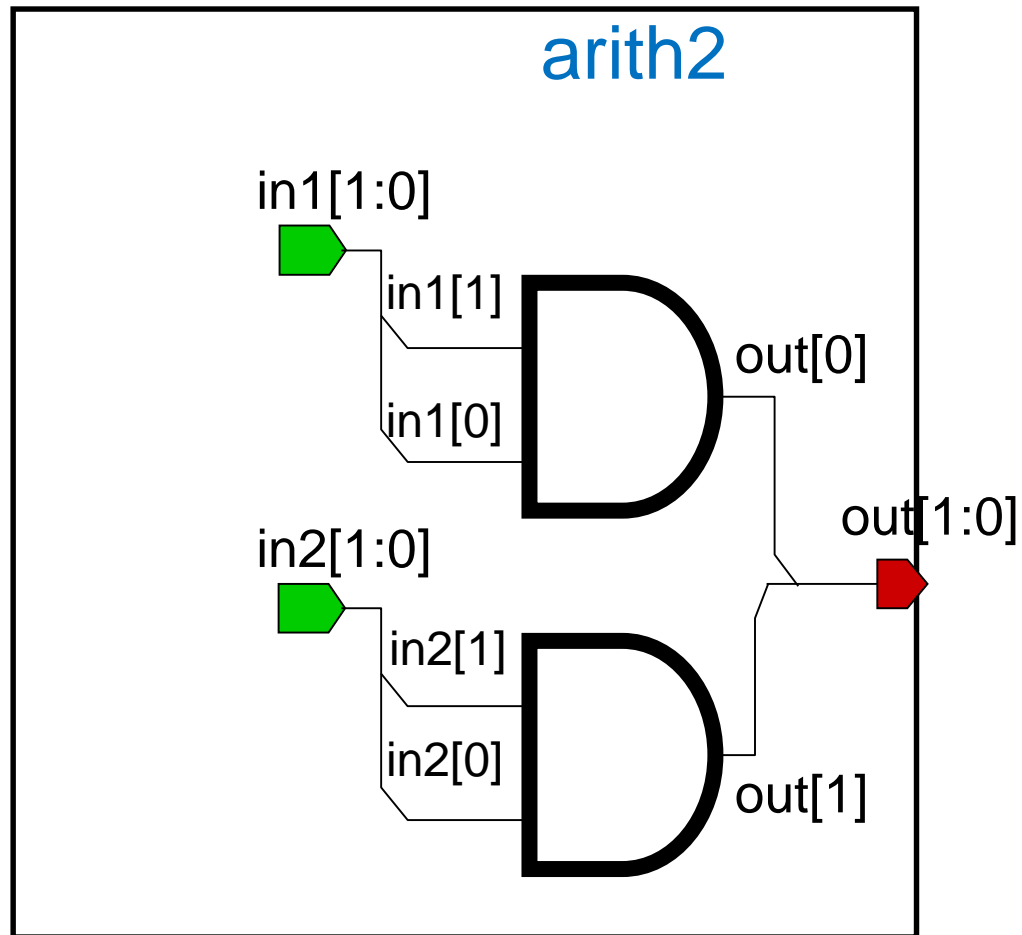 arith2
in1[1:0]
in1[1]
out[0]
in1[0]
out[1:0]
in2[1:0]
in2[1]
in2[0]
out[1]